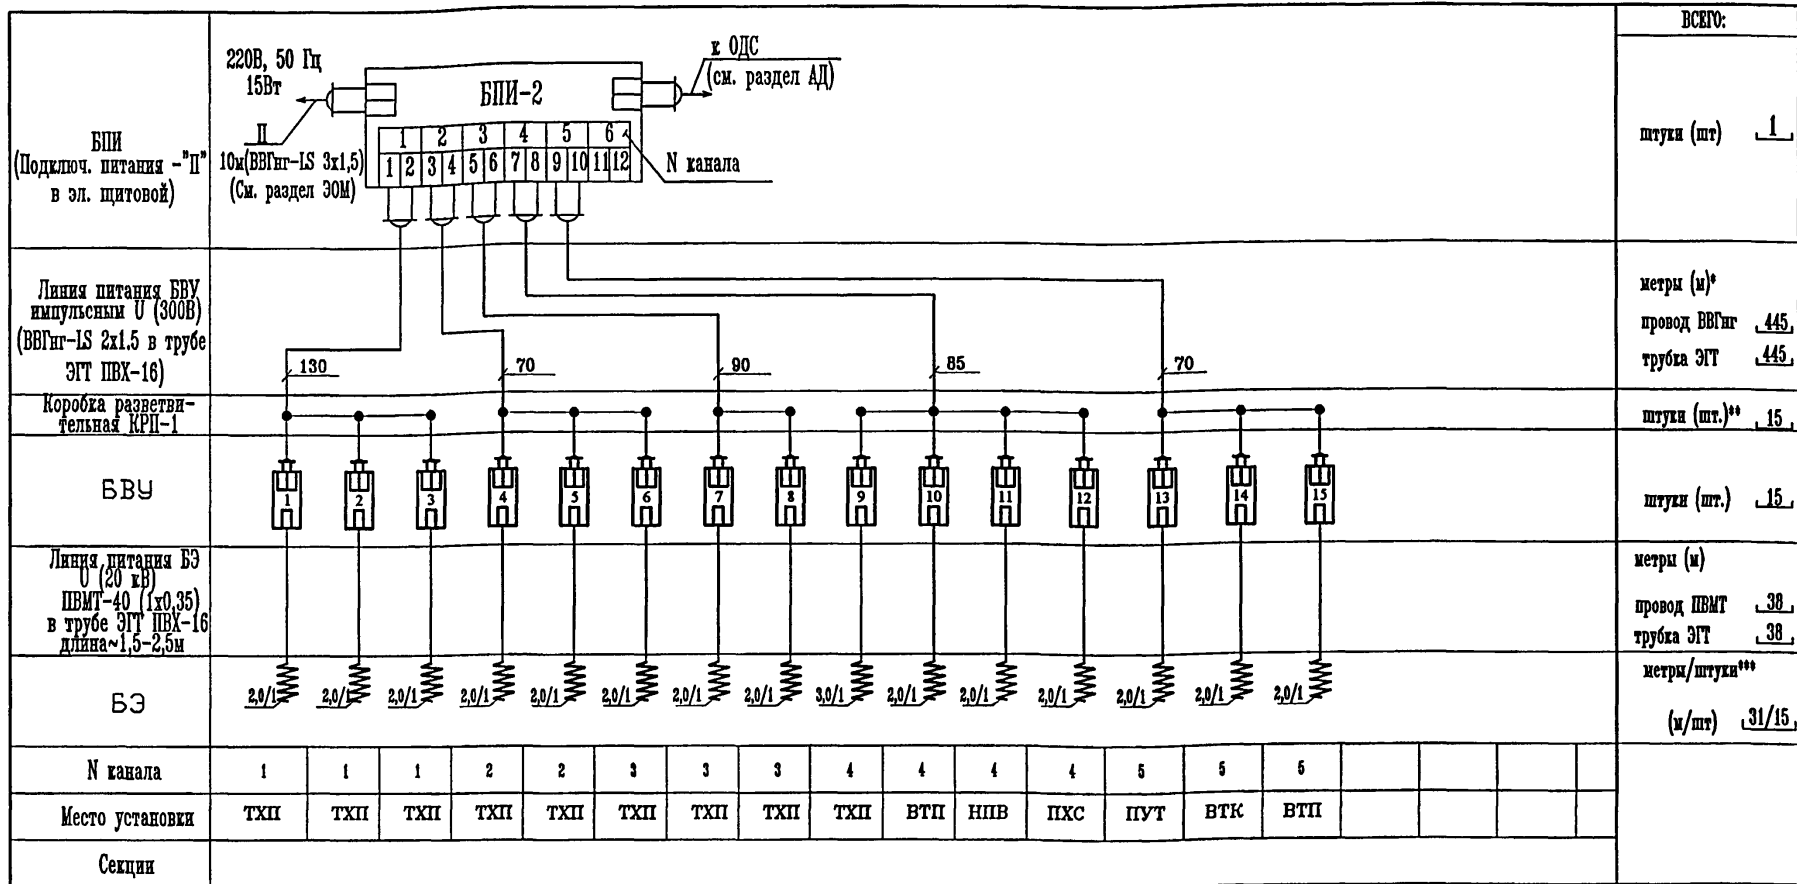 ВСЕГО:
БПИ
(Подключ. питания -"П"
в эл. щитовой)
220В, 50 Гц
15Вт
П
10м(ВВГнг-LS 3х1,5)
(См. раздел ЭОМ)
БПИ-2
к ОДС
(см. раздел АД)
1 2 3 4 5 6
1 2 3 4 5 6 7 8 9 10 11 12
N канала
штуки (шт) 1
Линия питания БВУ
импульсным U (300В)
(ВВГнг-LS 2х1.5 в трубе
ЭГТ ПВХ-16)
130 70 90 85 70
метры (м)*
провод ВВГнг 445
трубка ЭГТ 445
Коробка разветви-
тельная КРП-1
штуки (шт.)** 15
БВУ
1 2 3 4 5 6 7 8 9 10 11 12 13 14 15
штуки (шт.) 15
Линия питания БЭ
U (20 кВ)
ПВМТ-40 (1х0,35)
в трубе ЭГТ ПВХ-16
длина~1,5-2,5м
метры (м)
провод ПВМТ 38
трубка ЭГТ 38
БЭ
2,0/1 2,0/1 2,0/1 2,0/1 2,0/1 2,0/1 2,0/1 2,0/1 3,0/1 2,0/1 2,0/1 2,0/1 2,0/1 2,0/1 2,0/1
метры/штуки***
(м/шт) 31/15
N канала 1 1 1 2 2 3 3 3 4 4 4 4 5 5 5
Место установки ТХП ТХП ТХП ТХП ТХП ТХП ТХП ТХП ТХП ВТП НПВ ПХС ПУТ ВТК ВТП
Секции